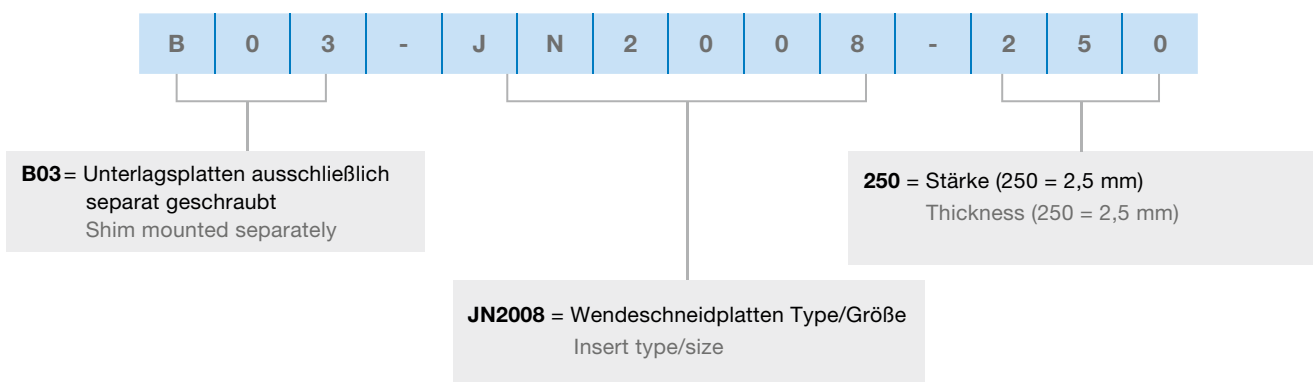 B 0 3 - J N 2 0 0 8 - 2 5 0
B03 = Unterlagsplatten ausschließlich
separat geschraubt
Shim mounted separately
250 = Stärke (250 = 2,5 mm)
Thickness (250 = 2,5 mm)
JN2008 = Wendeschneidplatten Type/Größe
Insert type/size